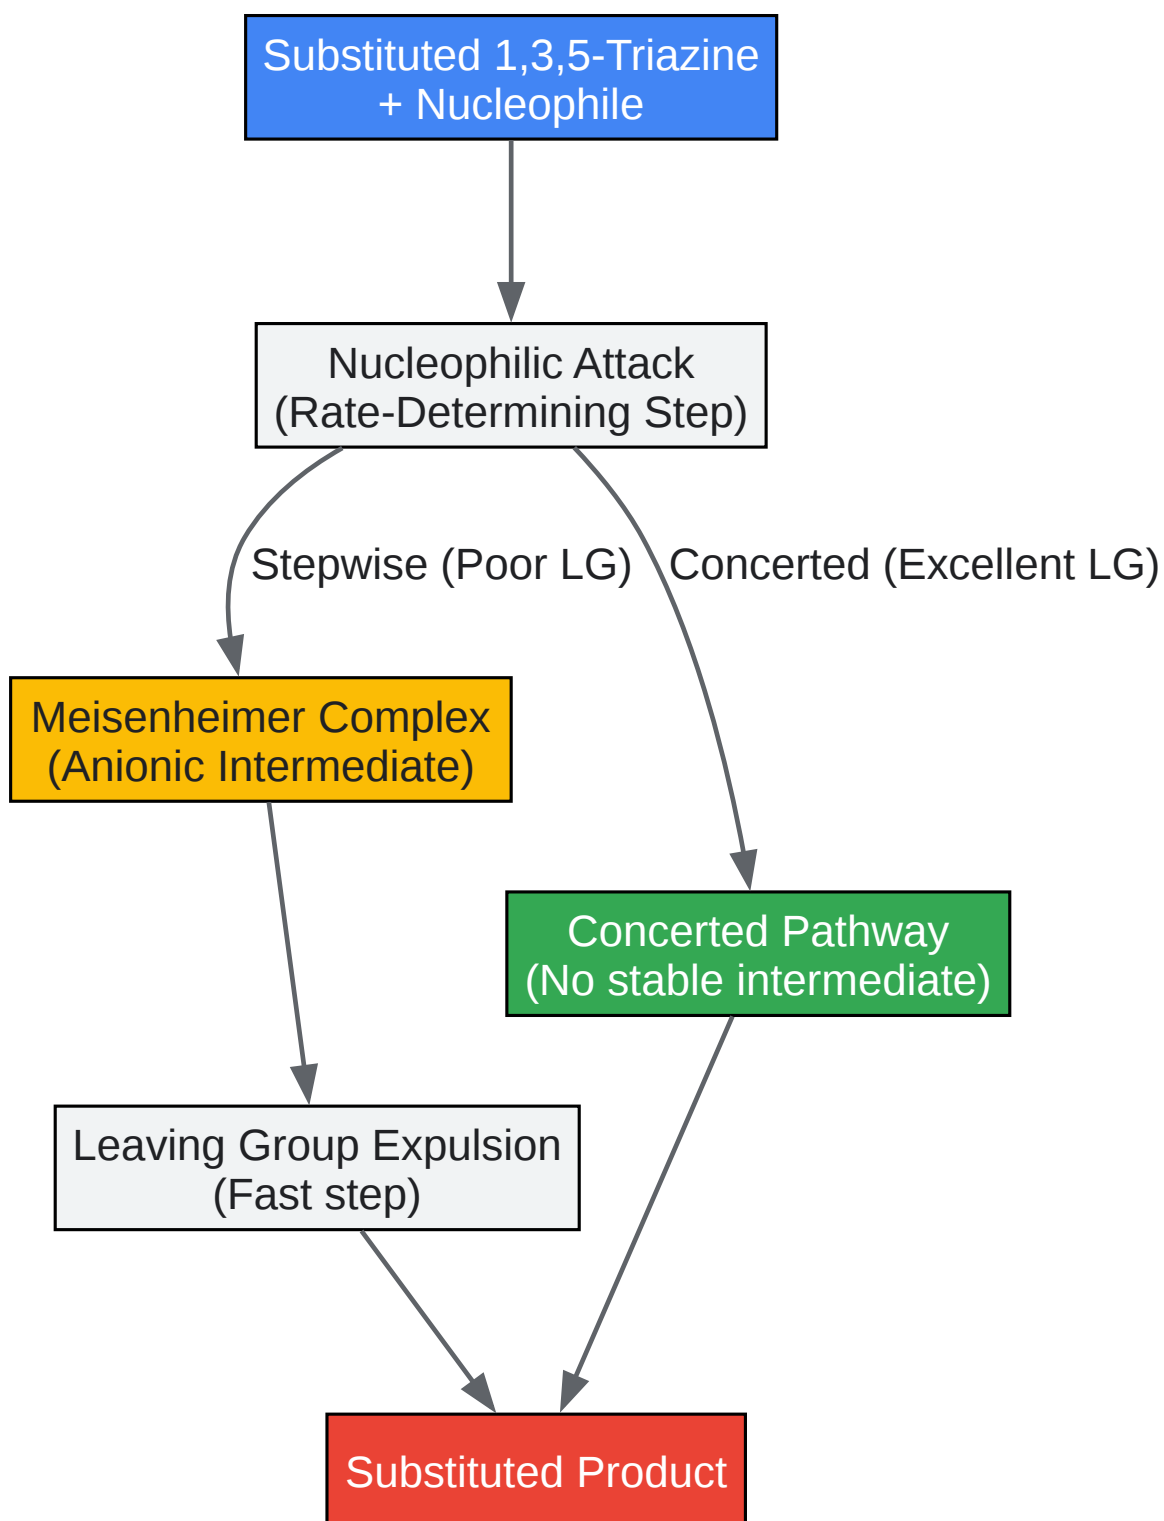 Substituted 1,3,5-Triazine
+ Nucleophile
Nucleophilic Attack
(Rate-Determining Step)
Stepwise (Poor LG)
Concerted (Excellent LG)
Meisenheimer Complex
(Anionic Intermediate)
Concerted Pathway
(No stable intermediate)
Leaving Group Expulsion
(Fast step)
Substituted Product